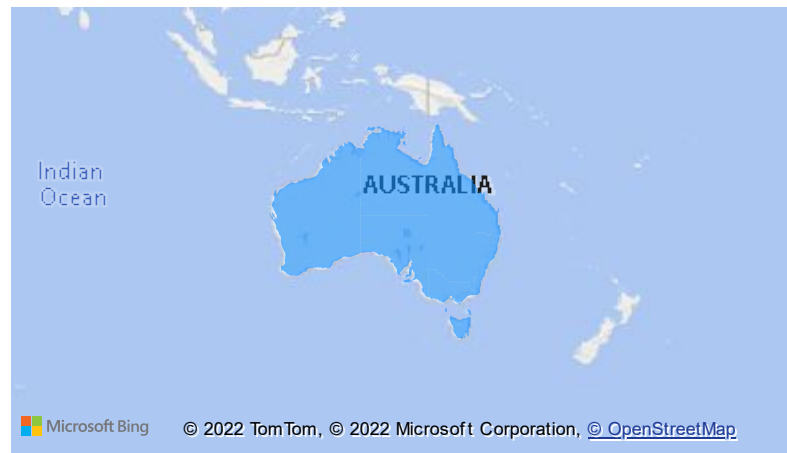 Indian
Ocean
AUSTRALIA
Microsoft Bing
© 2022 TomTom, © 2022 Microsoft Corporation, © OpenStreetMap